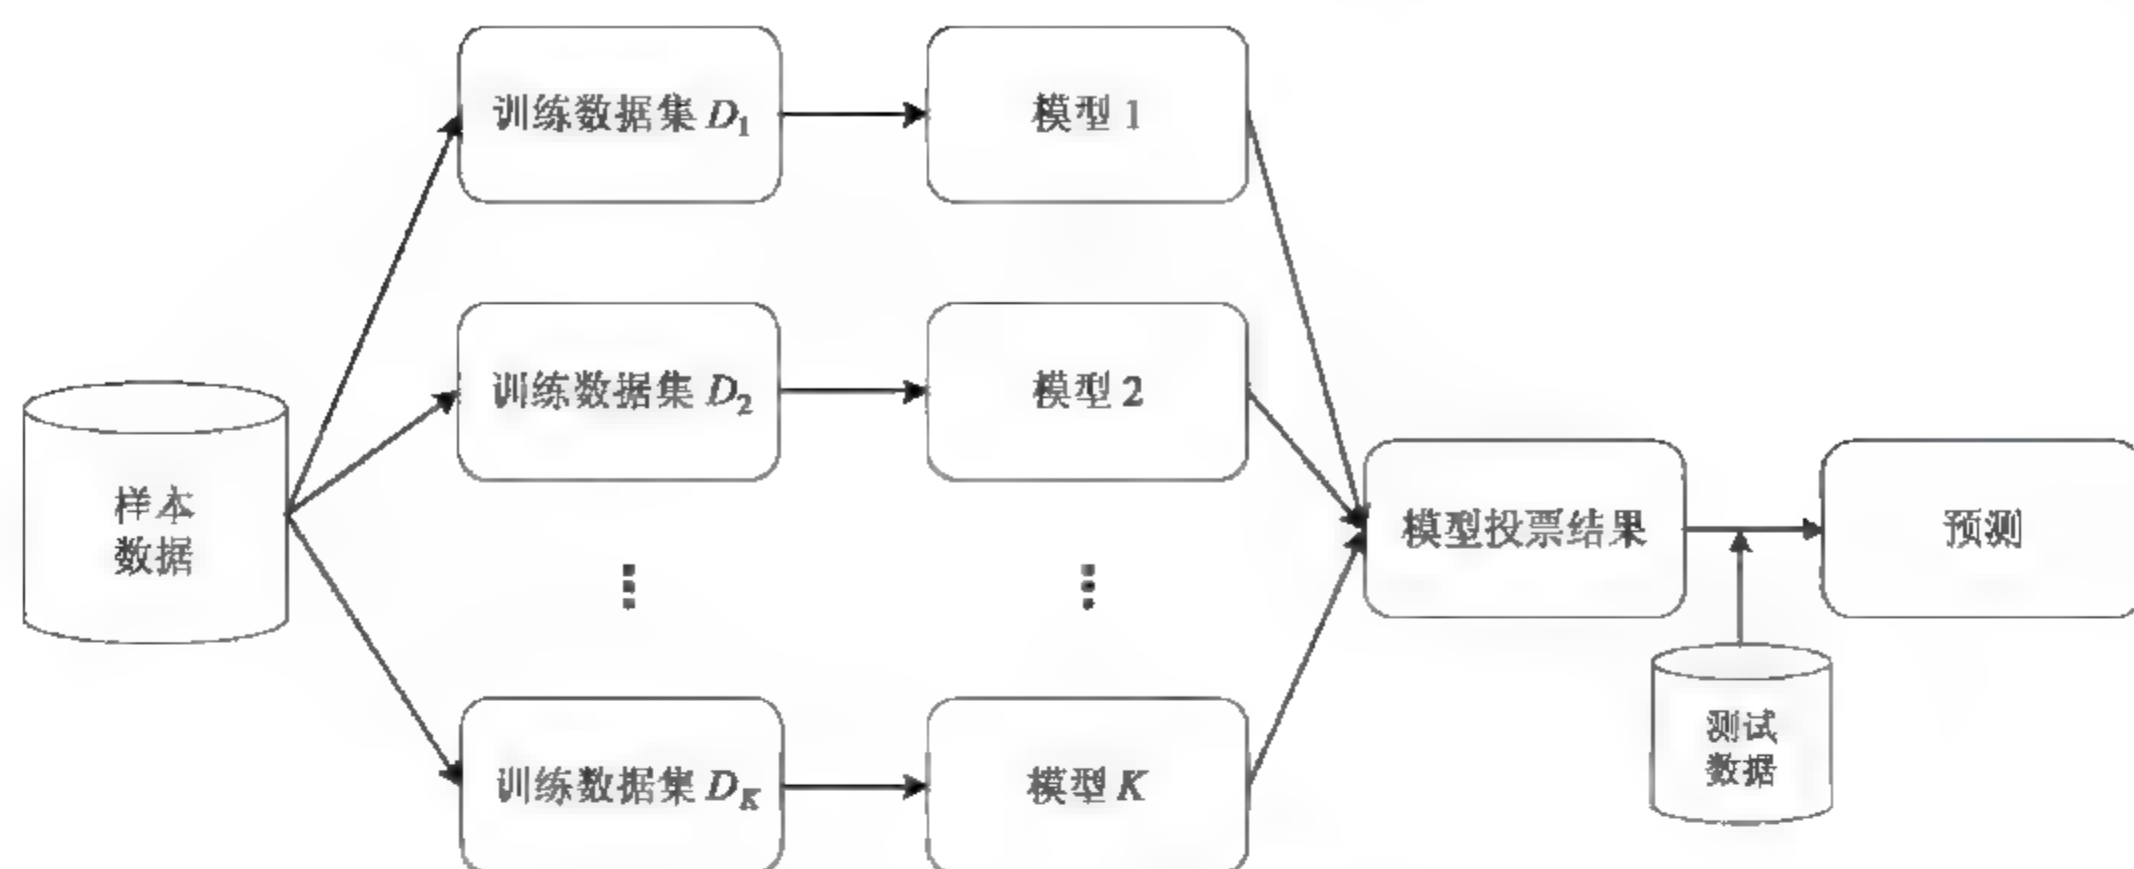 训练数据集 D₁
模型 1
训练数据集 D₂
模型 2
样本
数据
模型投票结果
预测
训练数据集 Dₖ
模型 K
测试
数据